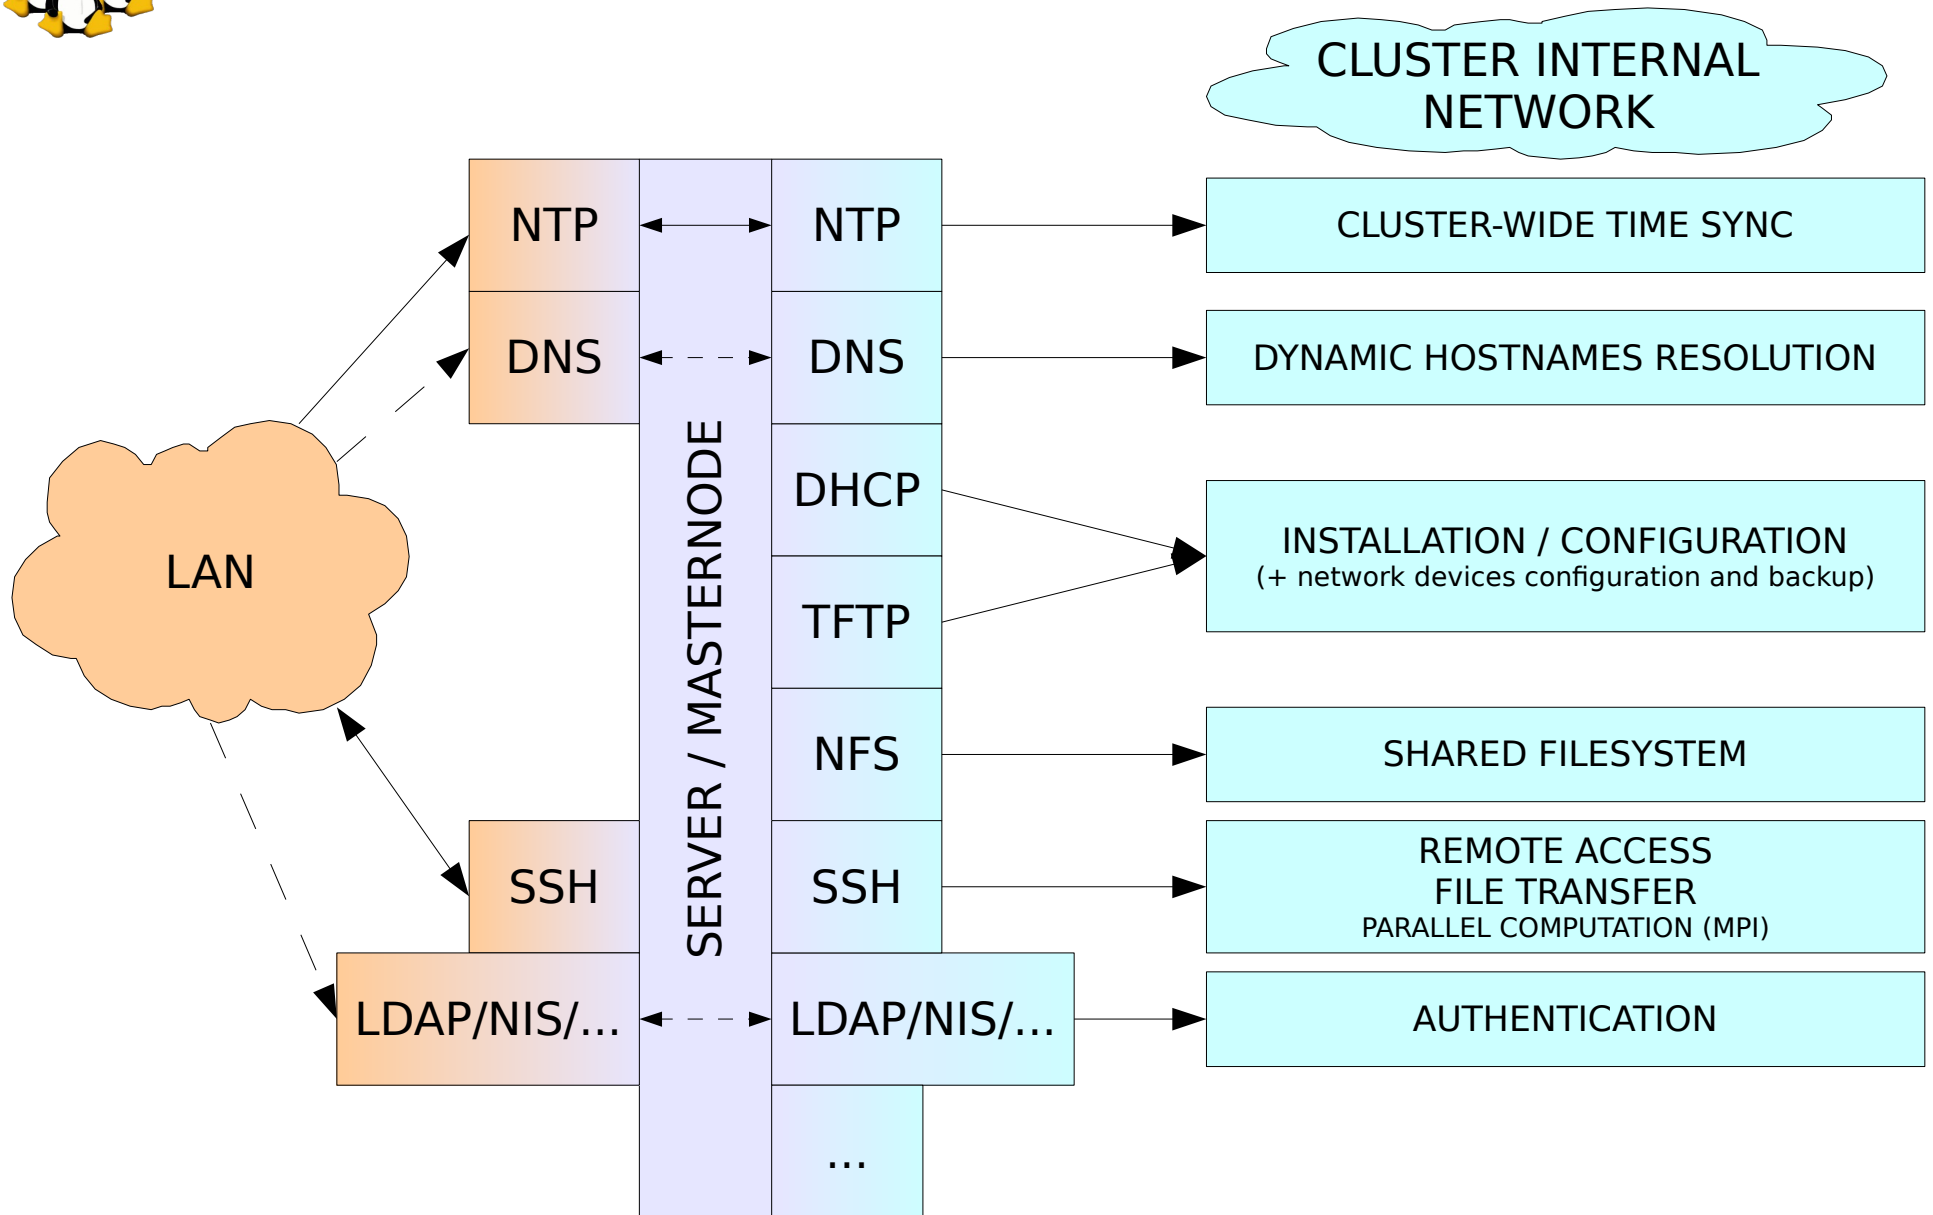 CLUSTER INTERNAL
NETWORK
NTP
NTP
CLUSTER-WIDE TIME SYNC
DNS
DNS
DYNAMIC HOSTNAMES RESOLUTION
LAN
SERVER / MASTERNODE
DHCP
TFTP
INSTALLATION / CONFIGURATION
(+ network devices configuration and backup)
NFS
SHARED FILESYSTEM
SSH
SSH
REMOTE ACCESS
FILE TRANSFER
PARALLEL COMPUTATION (MPI)
LDAP/NIS/...
LDAP/NIS/...
AUTHENTICATION
...